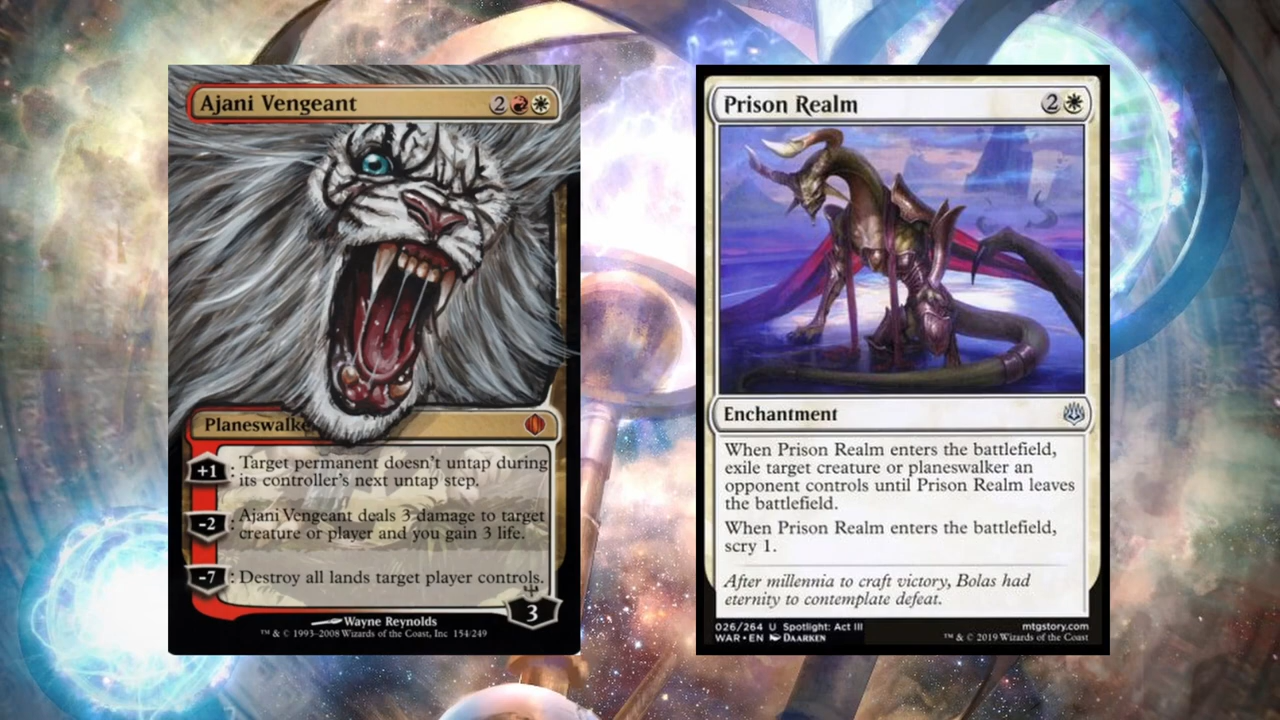 Ajani Vengeant
2
Planeswalke
+1 : Target permanent doesn't untap during
its controller's next untap step.
-2 : Ajani Vengeant deals 3 damage to target
creature or player and you gain 3 life.
-7 : Destroy all lands target player controls.
3
Wayne Reynolds
™ & © 1993–2008 Wizards of the Coast, Inc 154/249
Prison Realm
2
Enchantment
When Prison Realm enters the battlefield,
exile target creature or planeswalker an
opponent controls until Prison Realm leaves
the battlefield.
When Prison Realm enters the battlefield,
scry 1.
After millennia to craft victory, Bolas had
eternity to contemplate defeat.
026/264 U Spotlight: Act III
mtgstory.com
WAR • EN Daarken
™ & © 2019 Wizards of the Coast